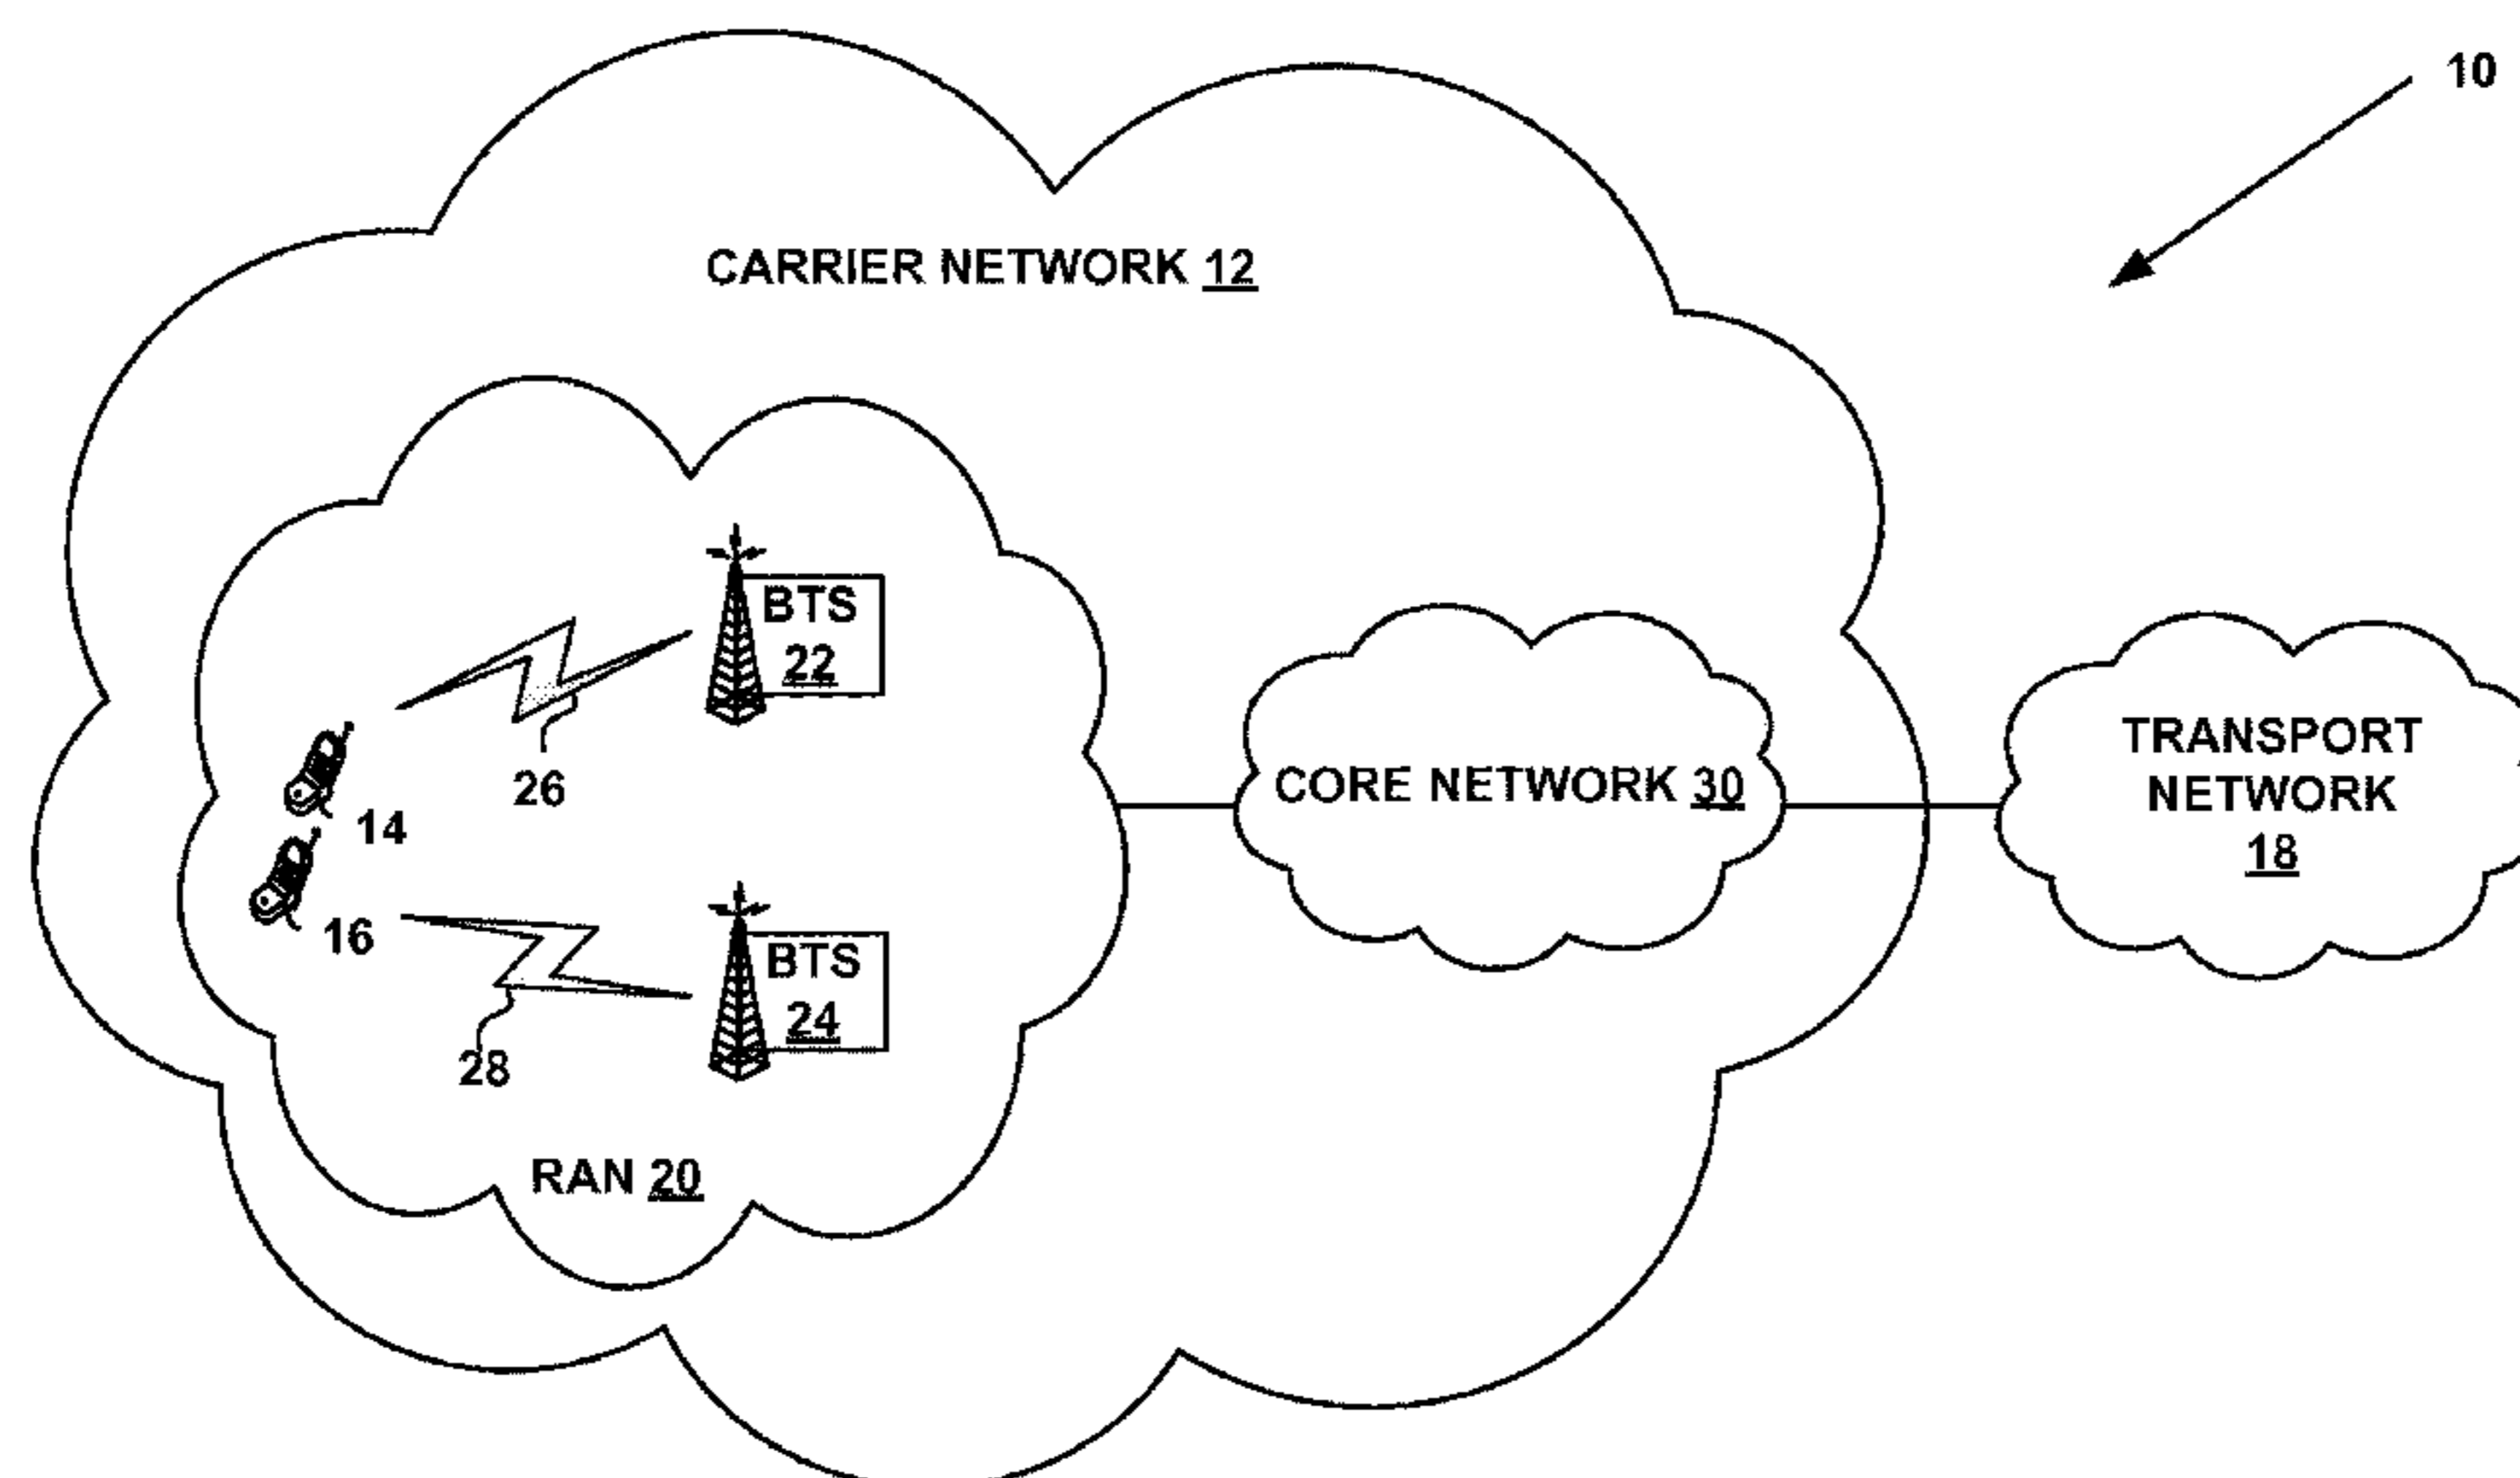 10
CARRIER NETWORK 12
BTS
22
26
14
16
CORE NETWORK 30
TRANSPORT
NETWORK
18
BTS
24
28
RAN 20